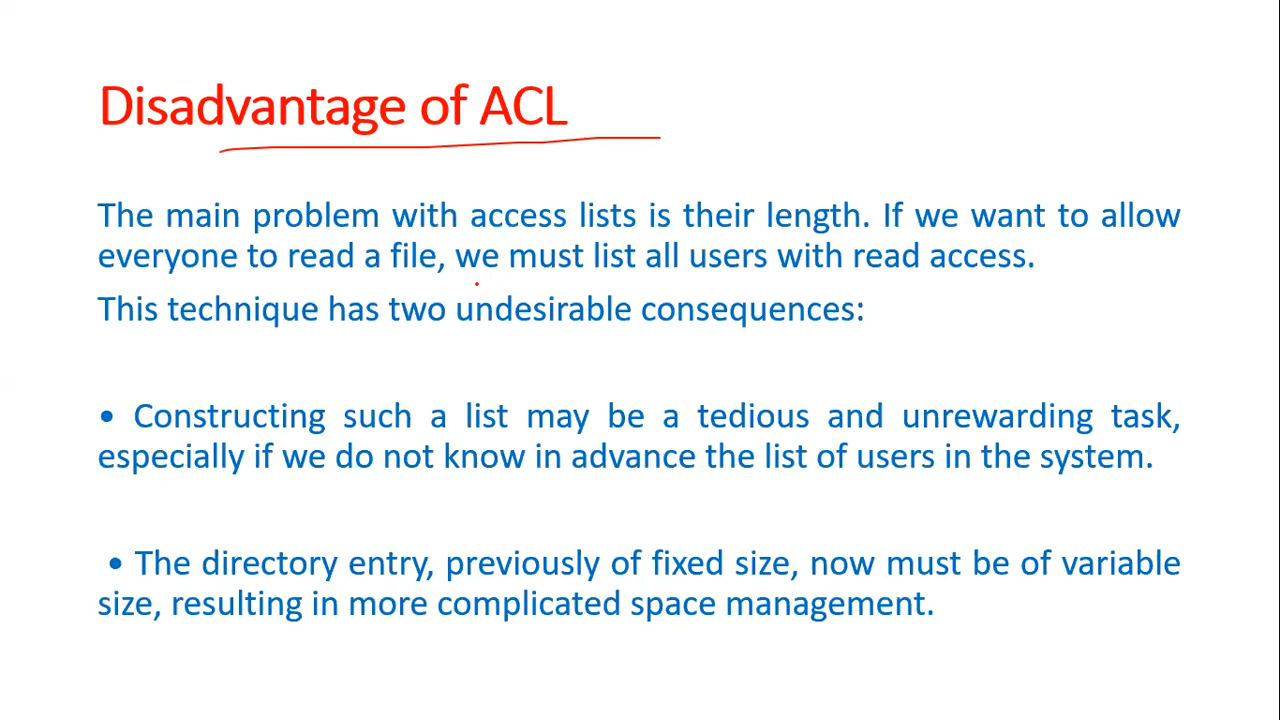 Disadvantage of ACL
The main problem with access lists is their length. If we want to allow
everyone to read a file, we must list all users with read access.
This technique has two undesirable consequences:
• Constructing such a list may be a tedious and unrewarding task,
especially if we do not know in advance the list of users in the system.
• The directory entry, previously of fixed size, now must be of variable
size, resulting in more complicated space management.